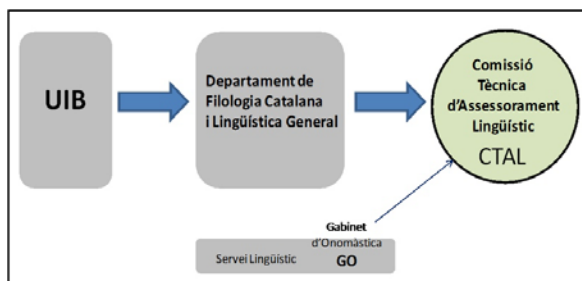 UIB
Departament de
Filologia Catalana
i Lingüística General
Comissió
Tècnica
d'Assessorament
Lingüístic
CTAL
Gabinet
d'Onomàstica
Servei Lingüístic
GO